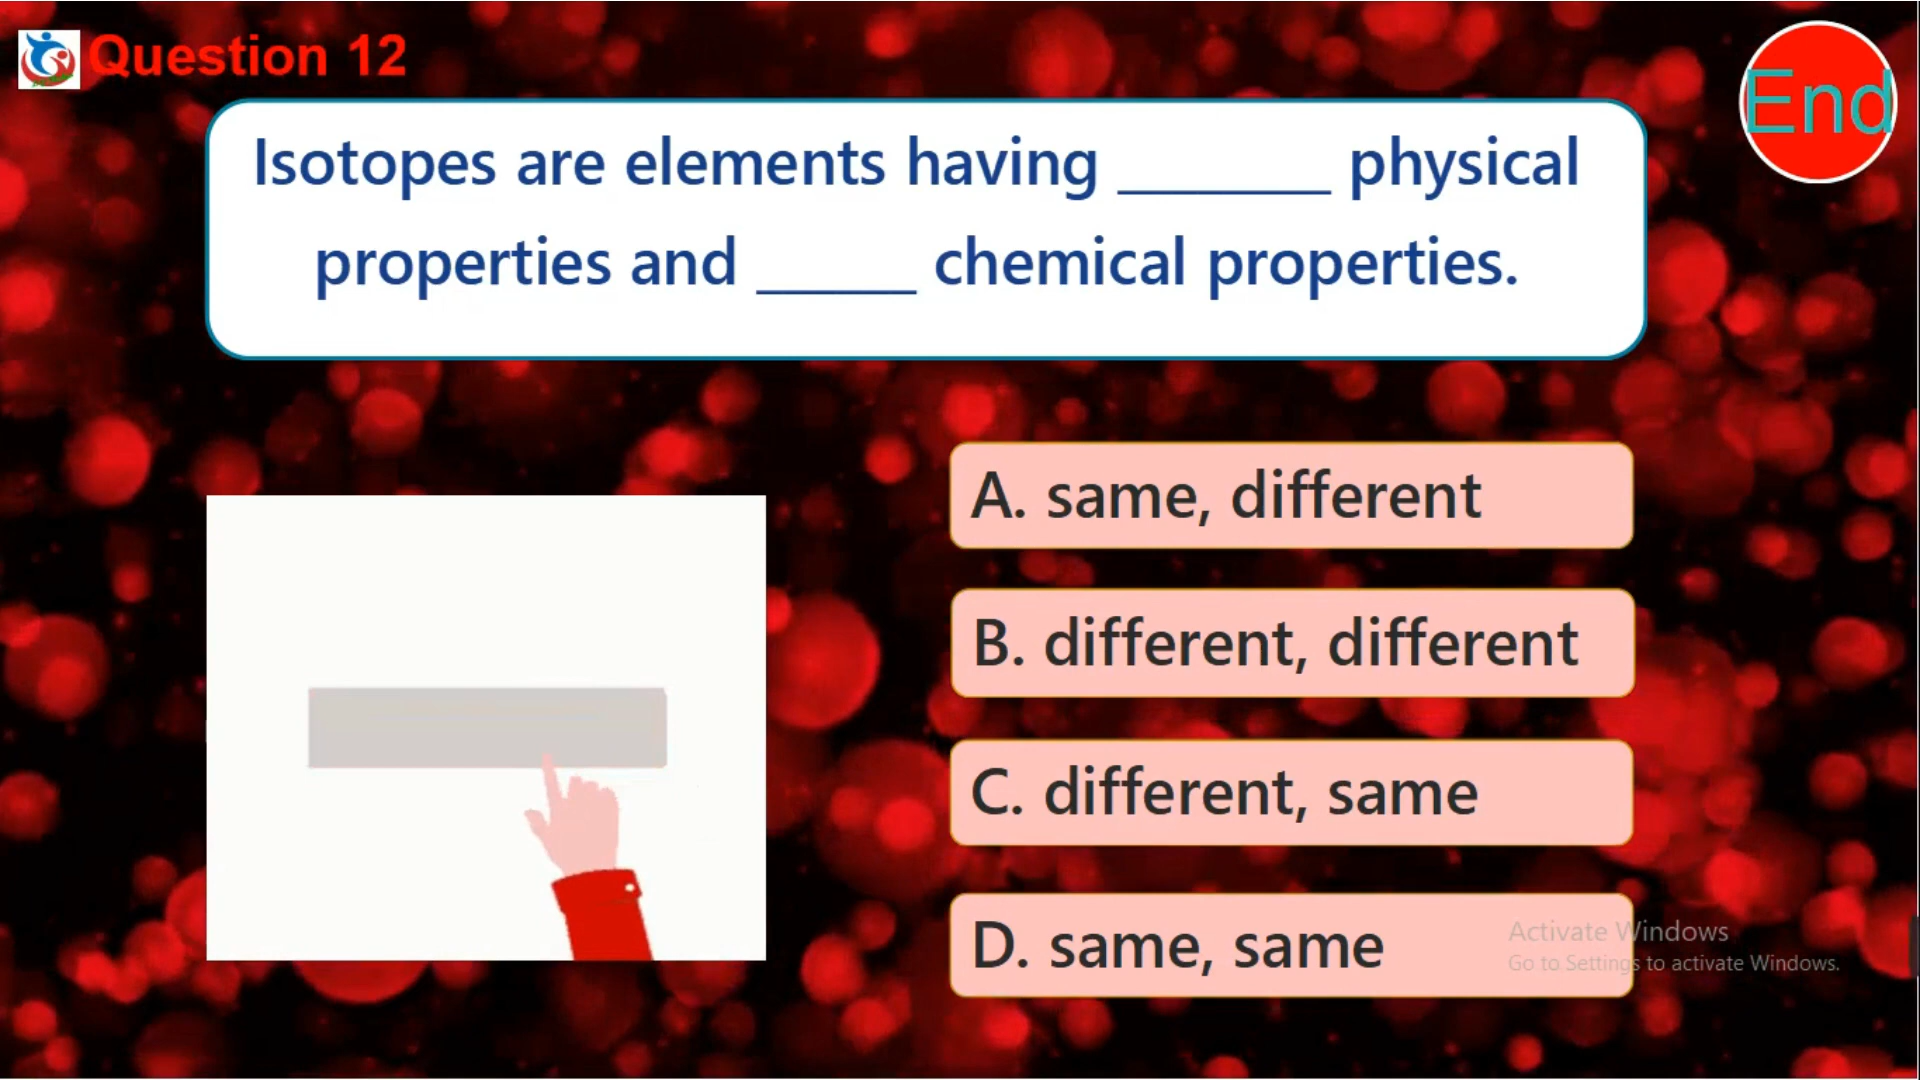 Question 12
End
Isotopes are elements having ________ physical
properties and ______ chemical properties.
A. same, different
B. different, different
C. different, same
D. same, same
Activate Windows
Go to Settings to activate Windows.